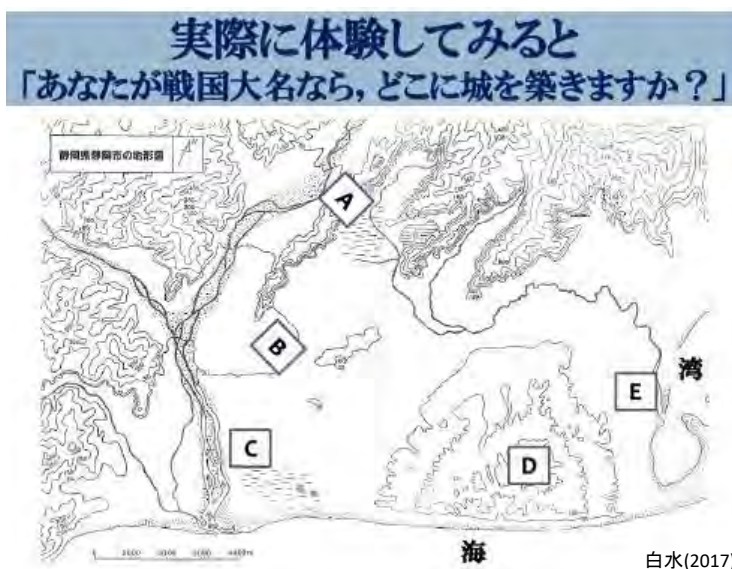 実際に体験してみると
「あなたが戦国大名なら，どこに城を築きますか？」
静岡県静岡市の地形図
A
B
湾
E
C
D
海
白水(2017)